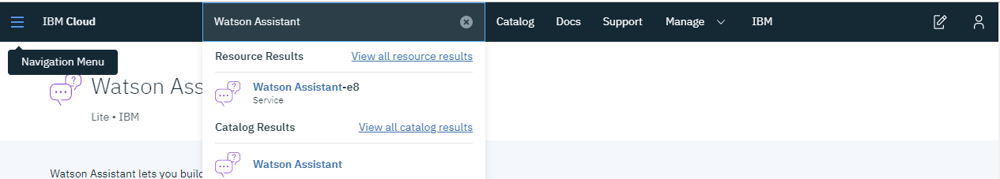 IBM Cloud
Watson Assistant
Catalog
Docs
Support
Manage
IBM
Navigation Menu
Resource Results
View all resource results
Watson Ass
Watson Assistant-e8
Service
Lite • IBM
Catalog Results
View all catalog results
Watson Assistant
Watson Assistant lets you build